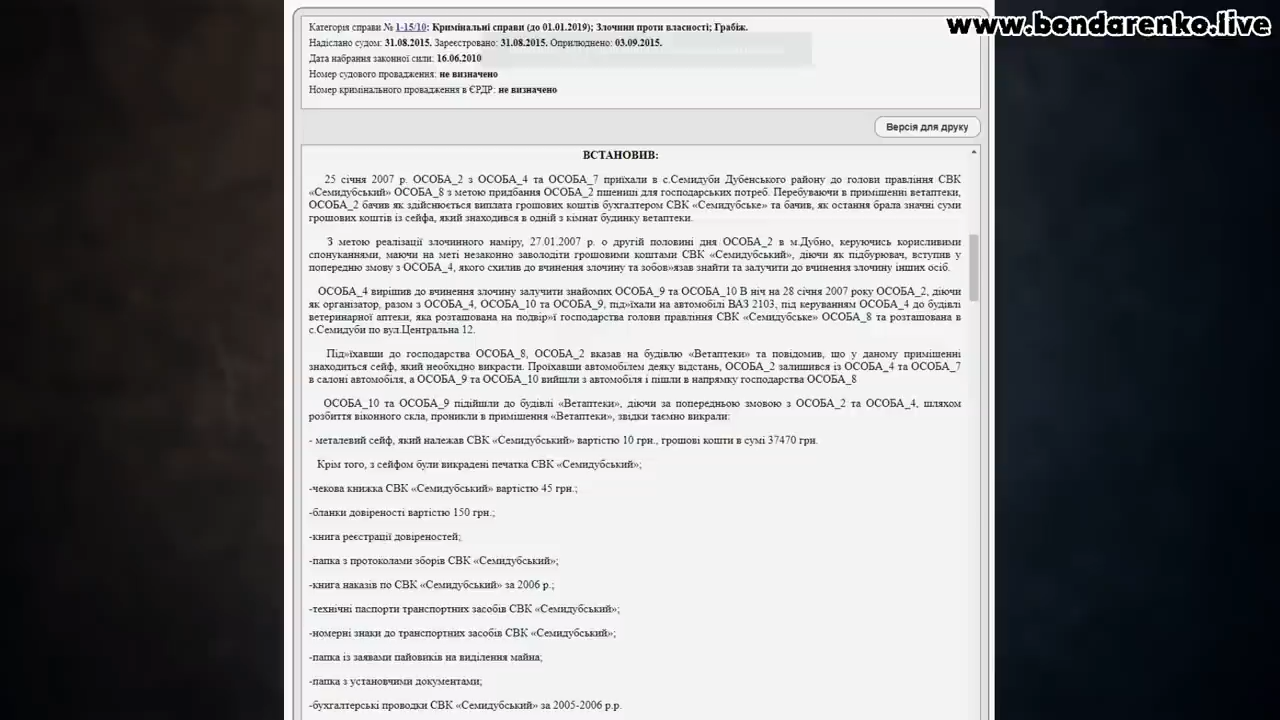 www.bondarenko.live
Категорія справи № 1-15/10: Кримінальні справи (до 01.01.2019); Злочини проти власності; Грабіж.
Надіслано судом: 31.08.2015. Зареєстровано: 31.08.2015. Оприлюднено: 03.09.2015.
Дата набрання законної сили: 16.06.2010
Номер судового провадження: не визначено
Номер кримінального провадження в ЄРДР: не визначено
Версія для друку
ВСТАНОВИВ:
25 січня 2007 р. ОСОБА_2 з ОСОБА_4 та ОСОБА_7 приїхали в с.Семидуби Дубенського району до голови правління СВК
«Семидубський» ОСОБА_8 з метою придбання ОСОБА_2 пшениці для господарських потреб. Перебуваючи в приміщенні ветаптеки,
ОСОБА_2 бачив як здійснюється виплата грошових коштів бухгалтером СВК «Семидубське» та бачив, як остання брала значні суми
грошових коштів із сейфа, який знаходився в одній з кімнат будинку ветаптеки.
З метою реалізації злочинного наміру, 27.01.2007 р. о другій половині дня ОСОБА_2 в м.Дубно, керуючись корисливими
спонуканнями, маючи на меті незаконно заволодіти грошовими коштами СВК «Семидубський», діючи як підбурювач, вступив у
попередню змову з ОСОБА_4, якого схилив до вчинення злочину та зобов»язав знайти та залучити до вчинення злочину інших осіб.
ОСОБА_4 вирішив до вчинення злочину залучити знайомих ОСОБА_9 та ОСОБА_10 В ніч на 28 січня 2007 року ОСОБА_2, діючи
як організатор, разом з ОСОБА_4, ОСОБА_10 та ОСОБА_9, під»їхали на автомобілі ВАЗ 2103, під керуванням ОСОБА_4 до будівлі
ветеринарної аптеки, яка розташована на подвір»ї господарства голови правління СВК «Семидубське» ОСОБА_8 та розташована в
с.Семидуби по вул.Центральна 12.
Під»їхавши до господарства ОСОБА_8, ОСОБА_2 вказав на будівлю «Ветаптеки» та повідомив, що у даному приміщенні
знаходиться сейф, який необхідно викрасти. Проїхавши автомобілем деяку відстань, ОСОБА_2 залишився із ОСОБА_4 та ОСОБА_7
в салоні автомобіля, а ОСОБА_9 та ОСОБА_10 вийшли з автомобіля і пішли в напрямку господарства ОСОБА_8
ОСОБА_10 та ОСОБА_9 підійшли до будівлі «Ветаптеки», діючи за попередньою змовою з ОСОБА_2 та ОСОБА_4, шляхом
розбиття віконного скла, проникли в приміщення «Ветаптеки», звідки таємно викрали:
- металевий сейф, який належав СВК «Семидубський» вартістю 10 грн., грошові кошти в сумі 37470 грн.
Крім того, з сейфом були викрадені печатка СВК «Семидубський»;
-чекова книжка СВК «Семидубський» вартістю 45 грн.;
-бланки довіреності вартістю 150 грн.;
-книга реєстрації довіреностей;
-папка з протоколами зборів СВК «Семидубський»;
-книга наказів по СВК «Семидубський» за 2006 р.;
-технічні паспорти транспортних засобів СВК «Семидубський»;
-номерні знаки до транспортних засобів СВК «Семидубський»;
-папка із заявами пайовиків на виділення майна;
-папка з установчими документами;
-бухгалтерські проводки СВК «Семидубський» за 2005-2006 р.р.